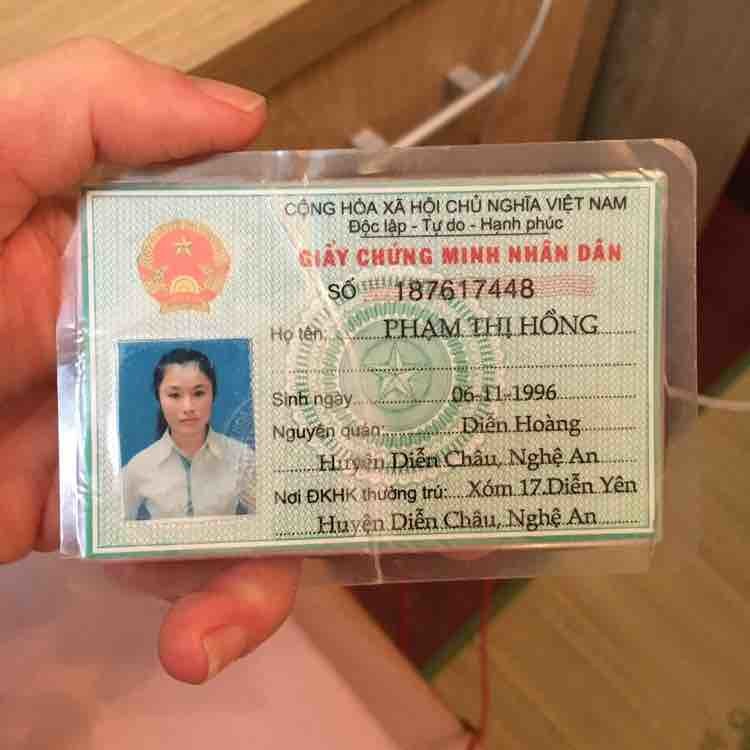 CỘNG HÒA XÃ HỘI CHỦ NGHĨA VIỆT NAM
Độc lập - Tự do - Hạnh phúc
GIẤY CHỨNG MINH NHÂN DÂN
SỐ 187617448
Họ tên: PHẠM THỊ HỒNG
Sinh ngày 06-11-1996
Nguyên quán: Diễn Hoàng
Huyện Diễn Châu, Nghệ An
Nơi ĐKHK thường trú: Xóm 17.Diễn Yên
Huyện Diễn Châu, Nghệ An